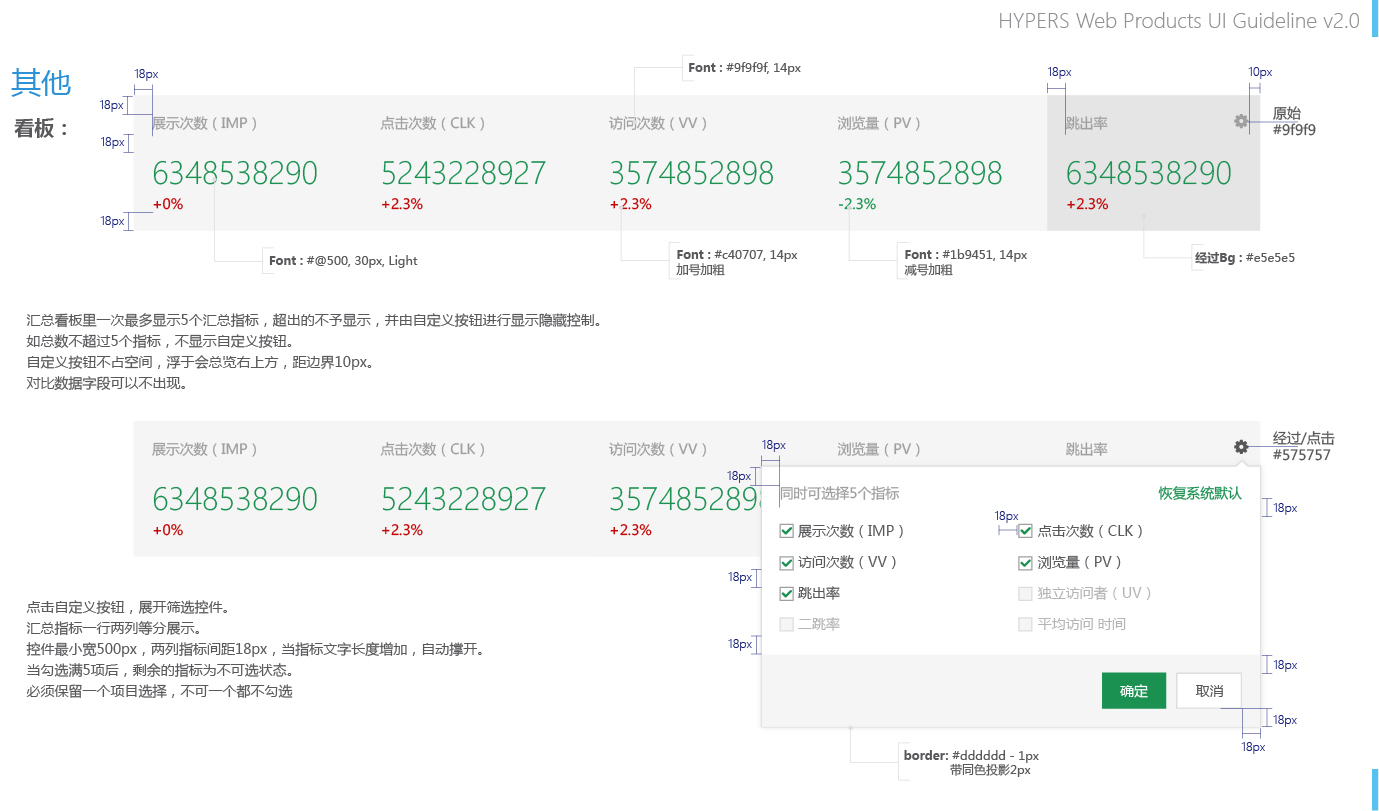 HYPERS Web Products UI Guideline v2.0
其他
看板：
18px
18px
18px
18px
Font : #9f9f9f, 14px
18px
10px
展示次数（IMP）
点击次数（CLK）
访问次数（VV）
浏览量（PV）
跳出率
原始
#9f9f9
6348538290
5243228927
3574852898
3574852898
6348538290
+0%
+2.3%
+2.3%
-2.3%
+2.3%
Font : #@500, 30px, Light
Font : #c40707, 14px
加号加粗
Font : #1b9451, 14px
减号加粗
经过Bg : #e5e5e5
汇总看板里一次最多显示5个汇总指标，超出的不予显示，并由自定义按钮进行显示隐藏控制。
如总数不超过5个指标，不显示自定义按钮。
自定义按钮不占空间，浮于会总览右上方，距边界10px。
对比数据字段可以不出现。
展示次数（IMP）
点击次数（CLK）
访问次数（VV）
浏览量（PV）
跳出率
经过/点击
#575757
6348538290
5243228927
3574852898
+0%
+2.3%
+2.3%
18px
18px
同时可选择5个指标
恢复系统默认
18px
18px
展示次数（IMP）
点击次数（CLK）
访问次数（VV）
浏览量（PV）
跳出率
独立访问者（UV）
二跳率
平均访问 时间
18px
18px
18px
确定
取消
18px
18px
点击自定义按钮，展开筛选控件。
汇总指标一行两列等分展示。
控件最小宽500px，两列指标间距18px，当指标文字长度增加，自动撑开。
当勾选满5项后，剩余的指标为不可选状态。
必须保留一个项目选择，不可一个都不勾选
border: #dddddd - 1px
带同色投影2px